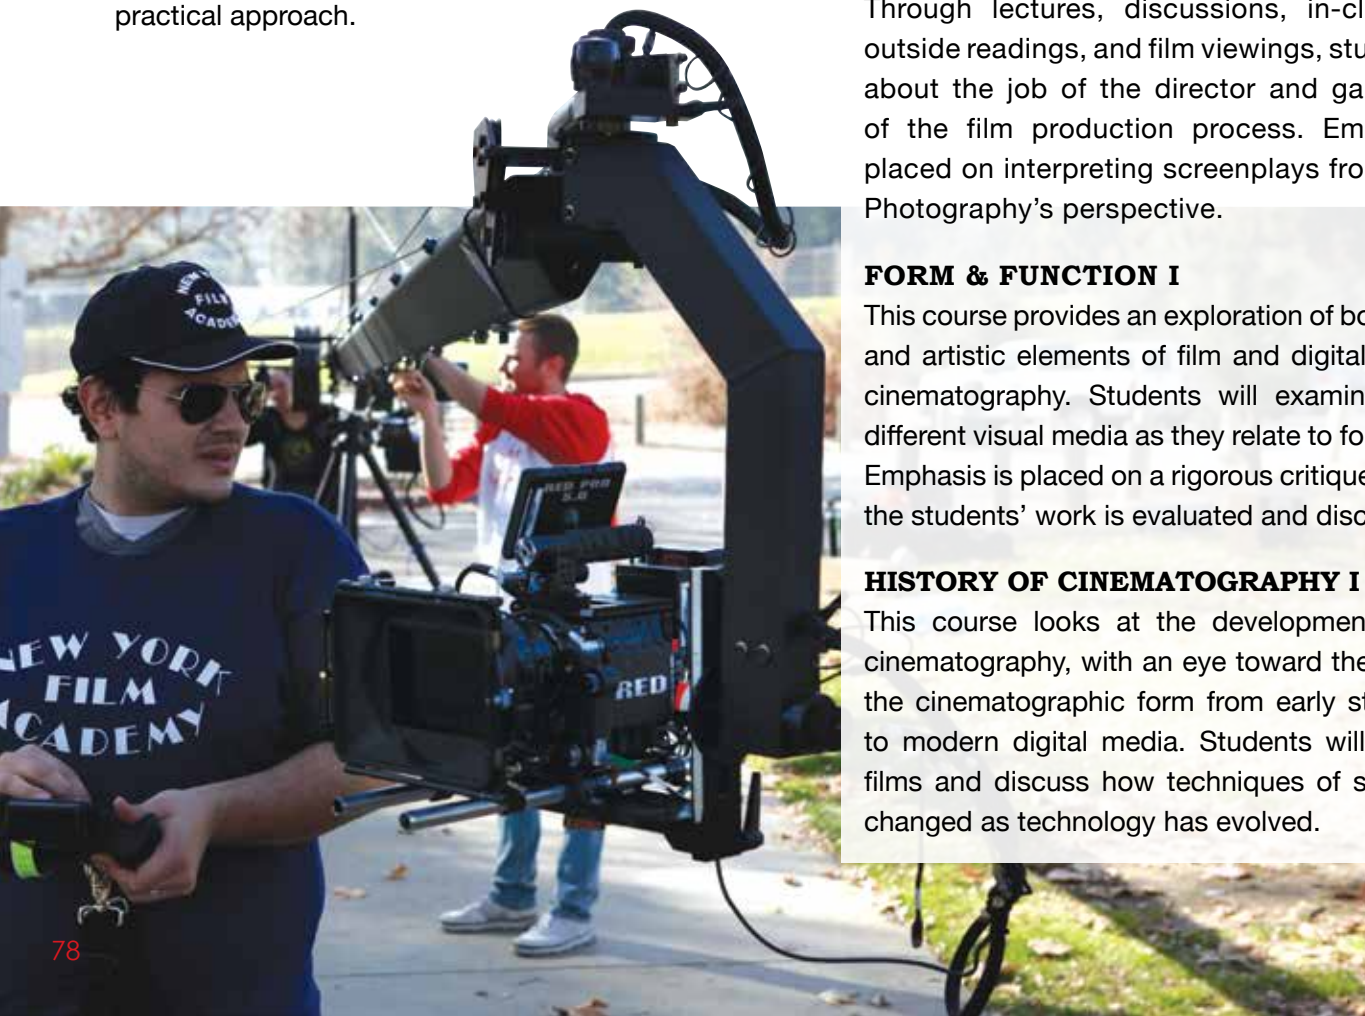 practical approach.
Through lectures, discussions, in-cl
outside readings, and film viewings, stu
about the job of the director and ga
of the film production process. Em
placed on interpreting screenplays fro
Photography’s perspective.
FORM & FUNCTION I
This course provides an exploration of bo
and artistic elements of film and digital
cinematography. Students will examin
different visual media as they relate to fo
Emphasis is placed on a rigorous critique
the students’ work is evaluated and disc
HISTORY OF CINEMATOGRAPHY I
This course looks at the developmen
cinematography, with an eye toward the
the cinematographic form from early st
to modern digital media. Students will
films and discuss how techniques of s
changed as technology has evolved.
FILM
ACADEM
RED PRO
5.0
RED
NEW YORK
FILM
ACADEMY
78